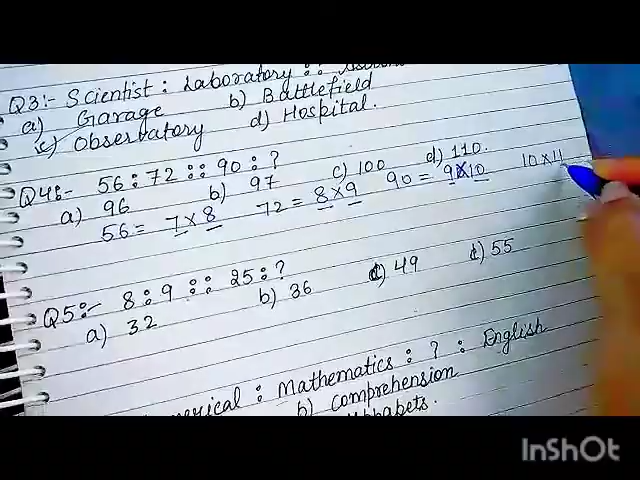 Q3:- Scientist : Laboratory ::
a) Garage b) Battlefield
c) Observatory d) Hospital.
Q4:- 56 : 72 :: 90 : ?
a) 96 b) 97 c) 100 d) 110.
56 = 7 × 8 72 = 8 × 9 90 = 9 × 10 10 × 11
Q5:- 8 : 9 :: 25 : ?
a) 32 b) 36 c) 49 d) 55
: Mathematics : ? : English
b) comprehension
InShOt